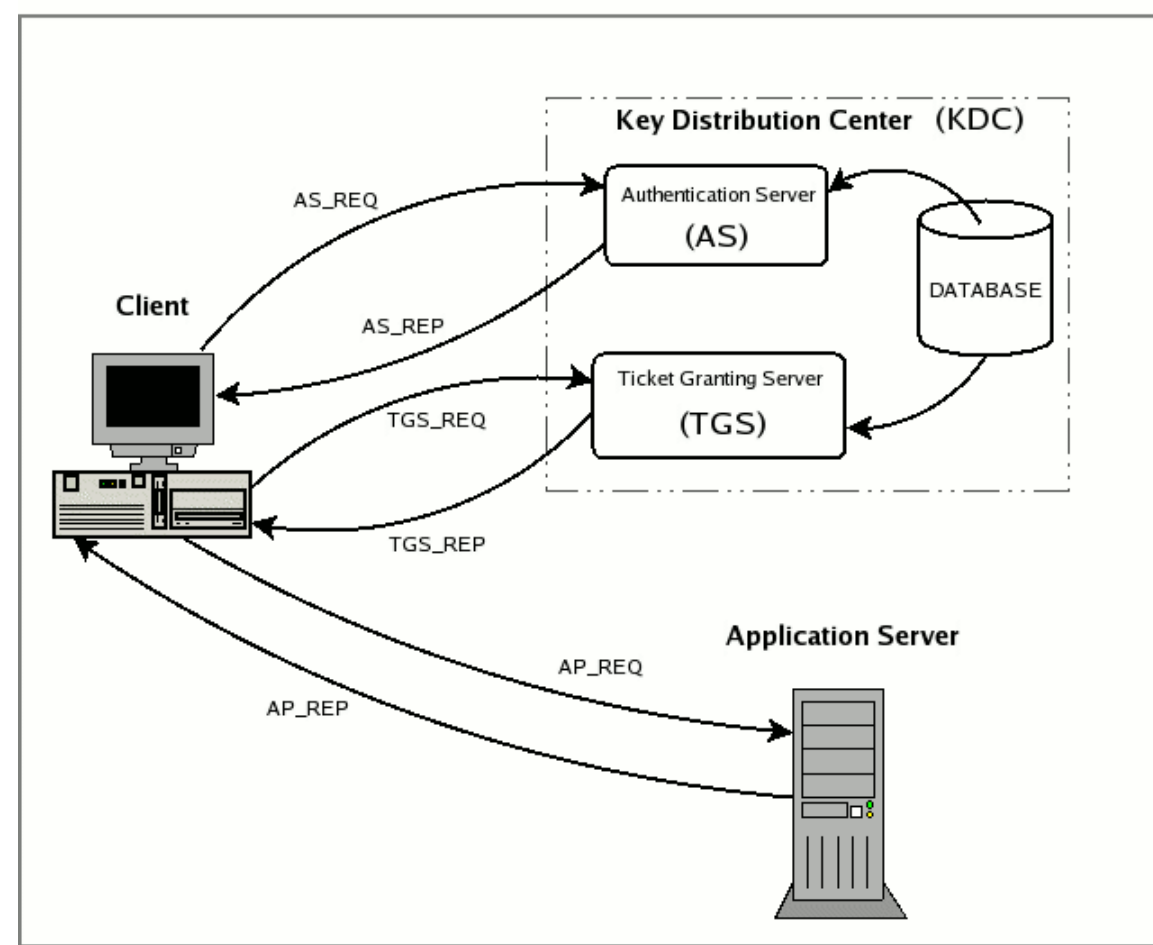 Key Distribution Center (KDC)
Authentication Server
(AS)
AS_REQ
DATABASE
Client
AS_REP
Ticket Granting Server
(TGS)
TGS_REQ
TGS_REP
Application Server
AP_REQ
AP_REP